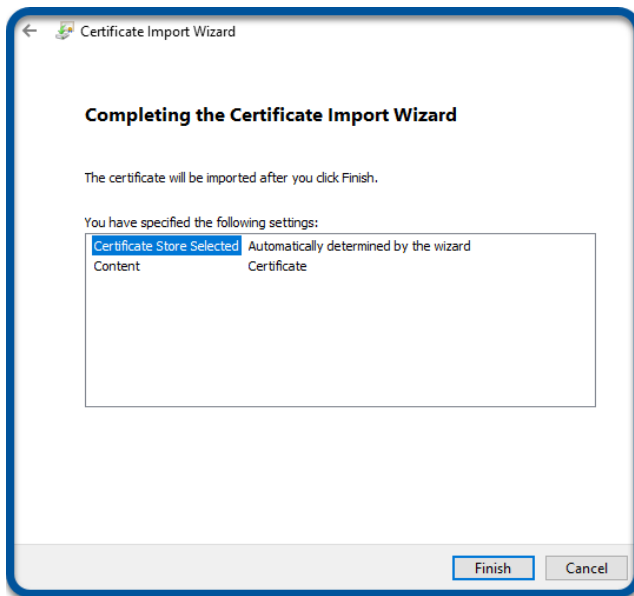 Certificate Import Wizard
Completing the Certificate Import Wizard
The certificate will be imported after you click Finish.
You have specified the following settings:
Certificate Store Selected Automatically determined by the wizard
Content Certificate
Finish Cancel